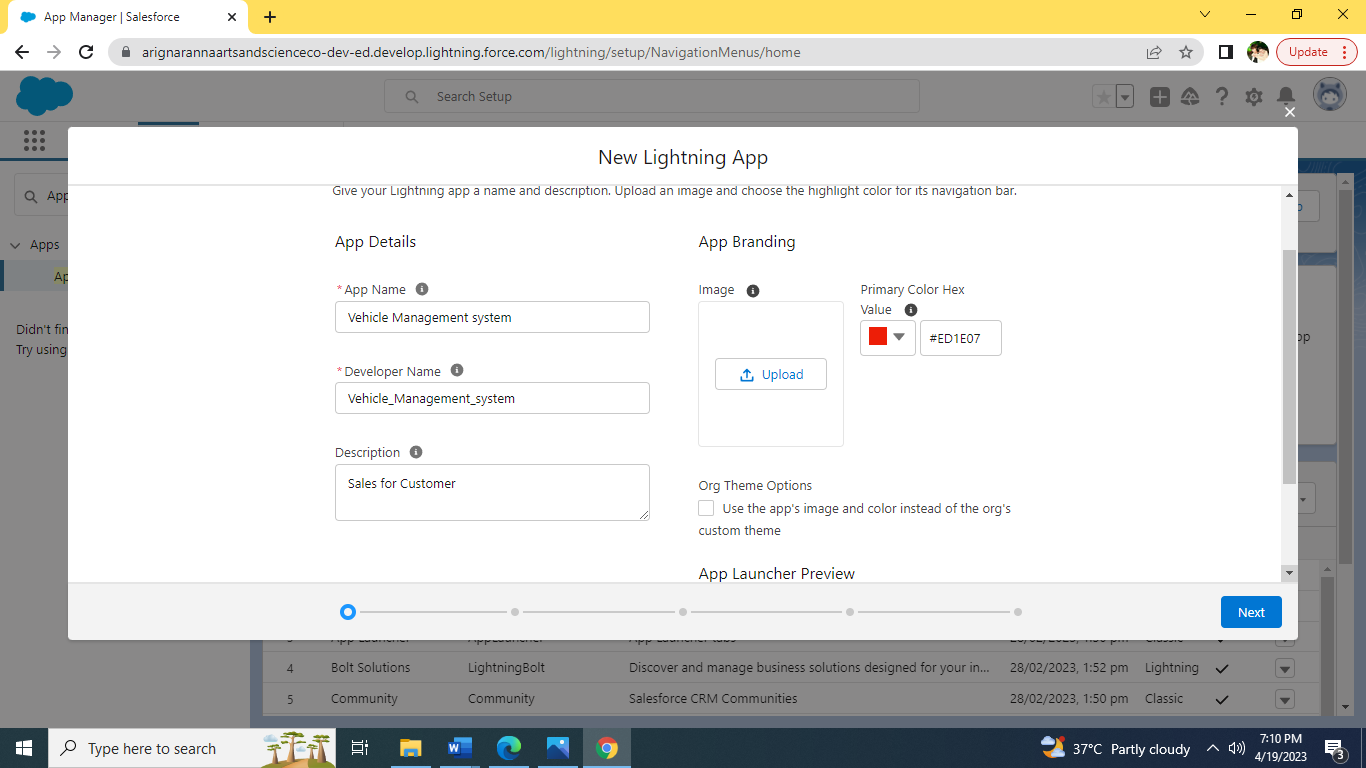 App Manager | Salesforce
arignarannaartsandscienceco-dev-ed.develop.lightning.force.com/lightning/setup/NavigationMenus/home
Update
Search Setup
New Lightning App
Give your Lightning app a name and description. Upload an image and choose the highlight color for its navigation bar.
App
Apps
Ap
Didn't fin
Try using
App Details
App Branding
* App Name
Image
Primary Color Hex
Value
Vehicle Management system
#ED1E07
* Developer Name
Upload
Vehicle_Management_system
Description
Sales for Customer
Org Theme Options
Use the app's image and color instead of the org's
custom theme
App Launcher Preview
Next
4 Bolt Solutions LightningBolt Discover and manage business solutions designed for your in... 28/02/2023, 1:52 pm Lightning
5 Community Community Salesforce CRM Communities 28/02/2023, 1:50 pm Classic
Type here to search
37°C Partly cloudy
7:10 PM
4/19/2023
3